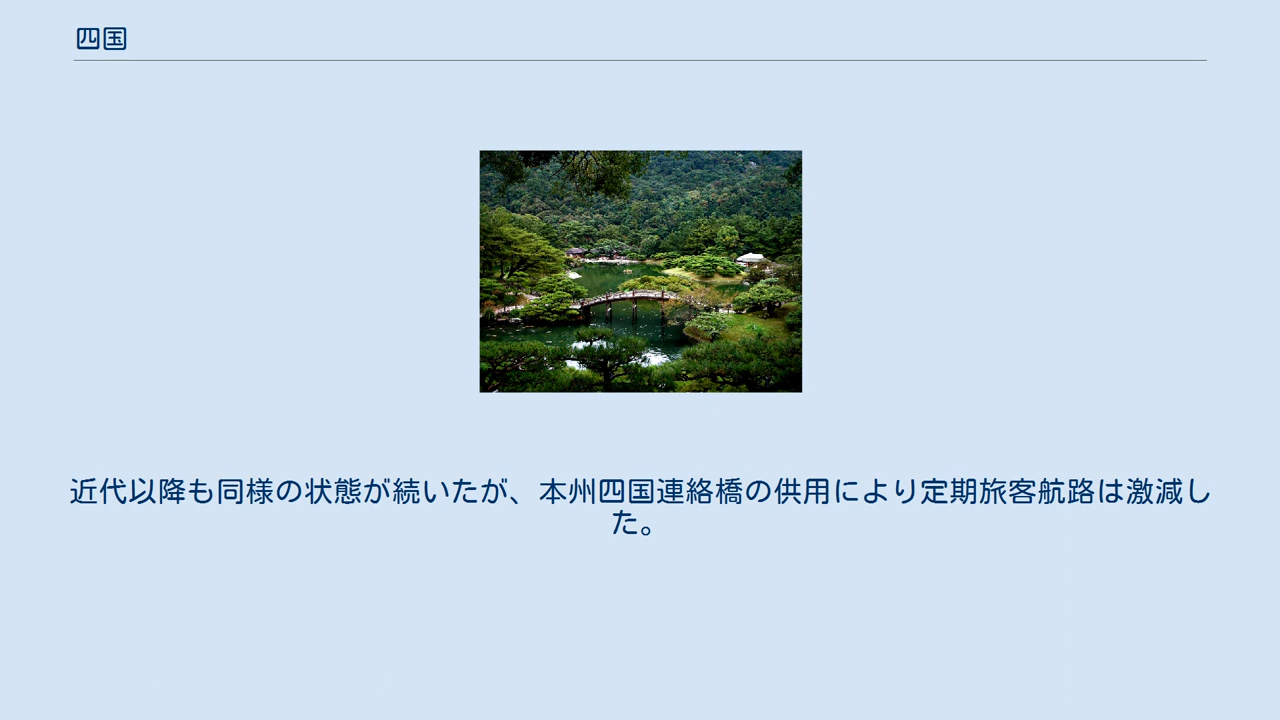 四国
近代以降も同様の状態が続いたが、本州四国連絡橋の供用により定期旅客航路は激減し
た。